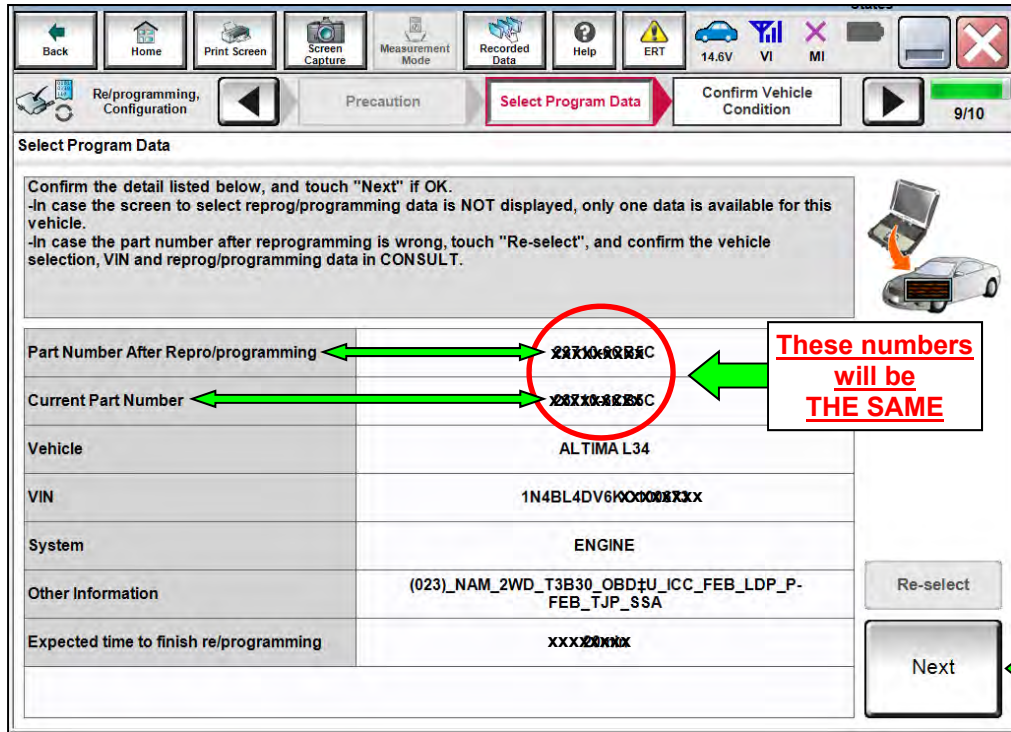 States
Back
Home
Print Screen
Screen Capture
Measurement Mode
Recorded Data
Help
ERT
14.6V
VI
MI
Re/programming, Configuration
Precaution
Select Program Data
Confirm Vehicle Condition
9/10
Select Program Data
Confirm the detail listed below, and touch "Next" if OK.
-In case the screen to select reprog/programming data is NOT displayed, only one data is available for this
vehicle.
-In case the part number after reprogramming is wrong, touch "Re-select", and confirm the vehicle
selection, VIN and reprog/programming data in CONSULT.
Part Number After Repro/programming
These numbers
will be
THE SAME
Current Part Number
Vehicle
ALTIMA L34
VIN
1N4BL4DV6K
System
ENGINE
Other Information
(023)_NAM_2WD_T3B30_OBD‡U_ICC_FEB_LDP_P-
FEB_TJP_SSA
Re-select
Expected time to finish re/programming
Next